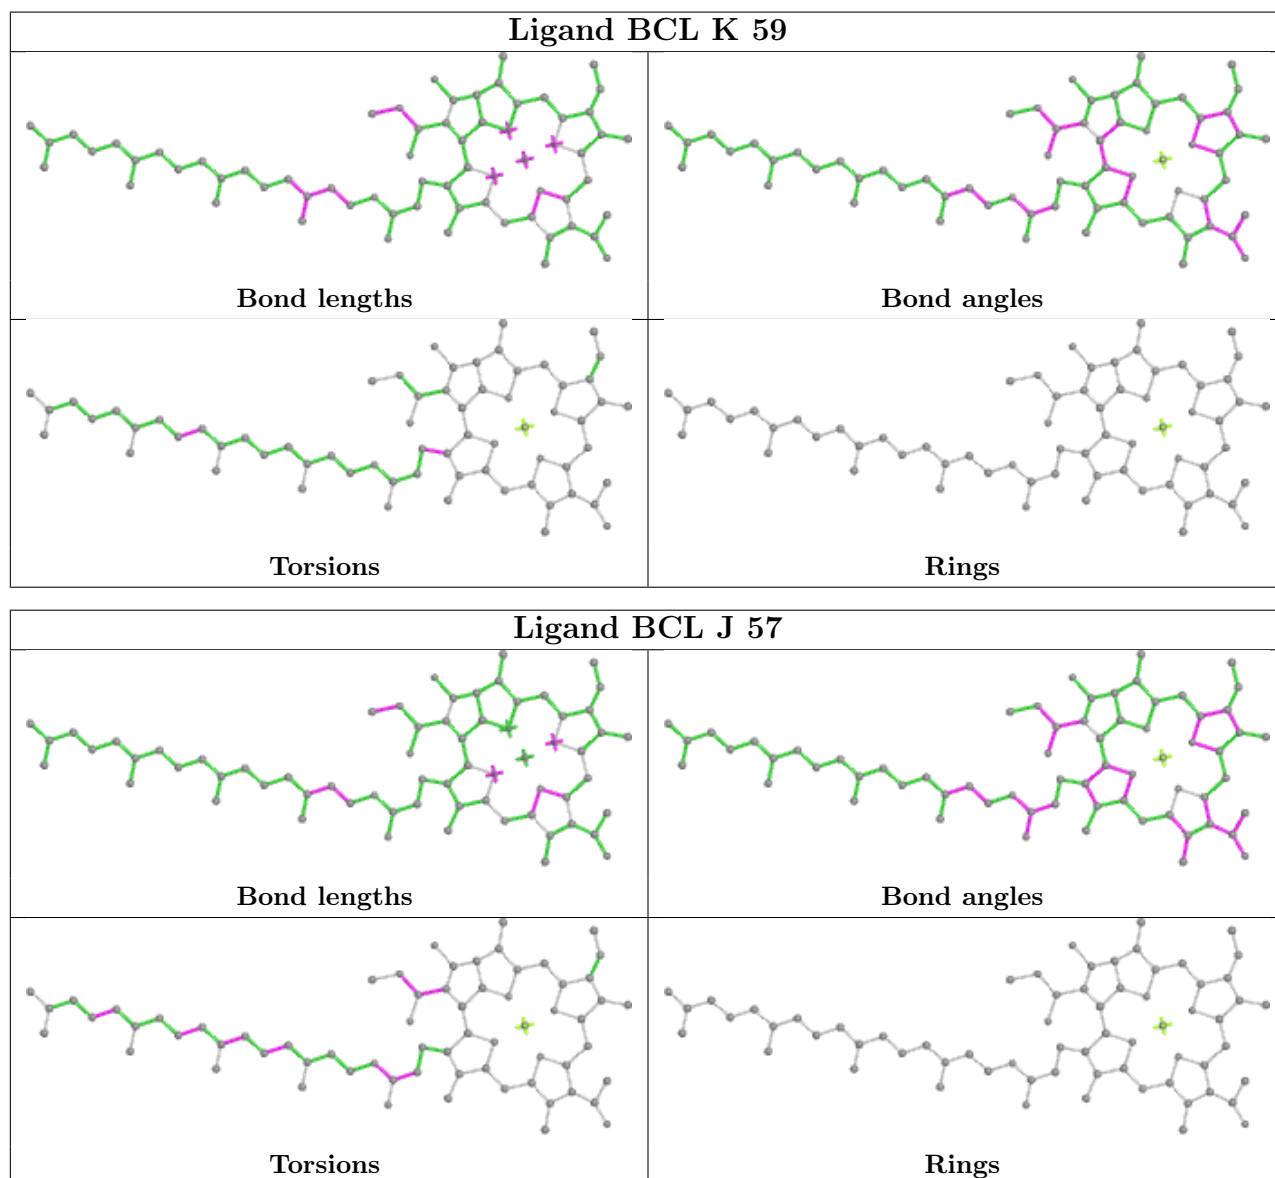 Ligand BCL K 59
Bond lengths
Bond angles
Torsions
Rings
Ligand BCL J 57
Bond lengths
Bond angles
Torsions
Rings